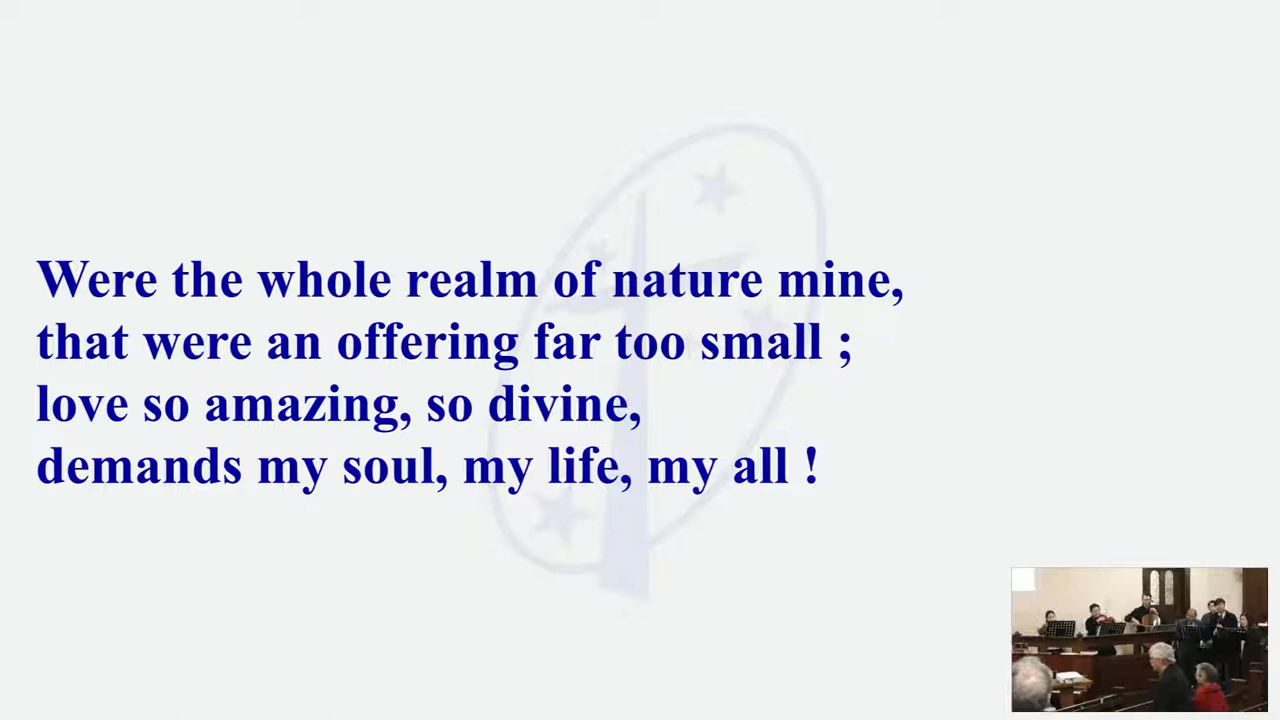 Were the whole realm of nature mine,
that were an offering far too small ;
love so amazing, so divine,
demands my soul, my life, my all !